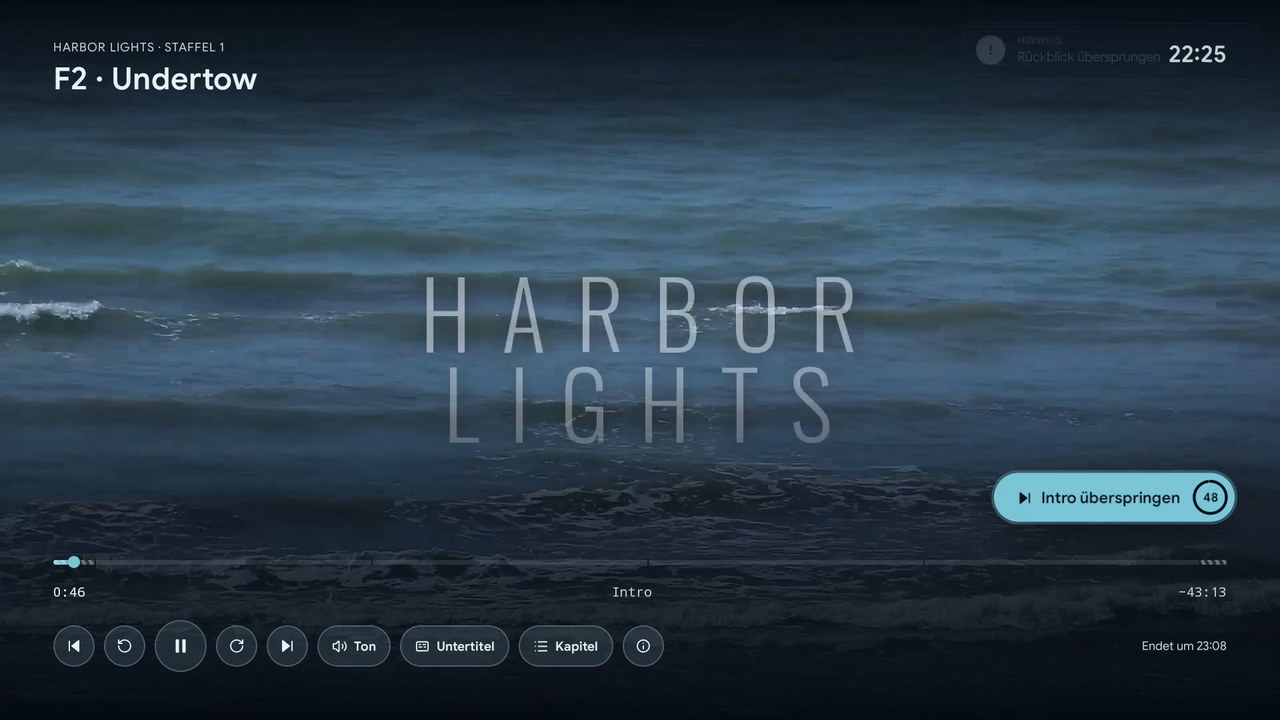 HARBOR LIGHTS · STAFFEL 1
F2 · Undertow
HINWEIS
Rückblick übersprungen
22:25
HARBOR
LIGHTS
Intro überspringen 48
0:46
Intro
-43:13
Ton
Untertitel
Kapitel
Endet um 23:08